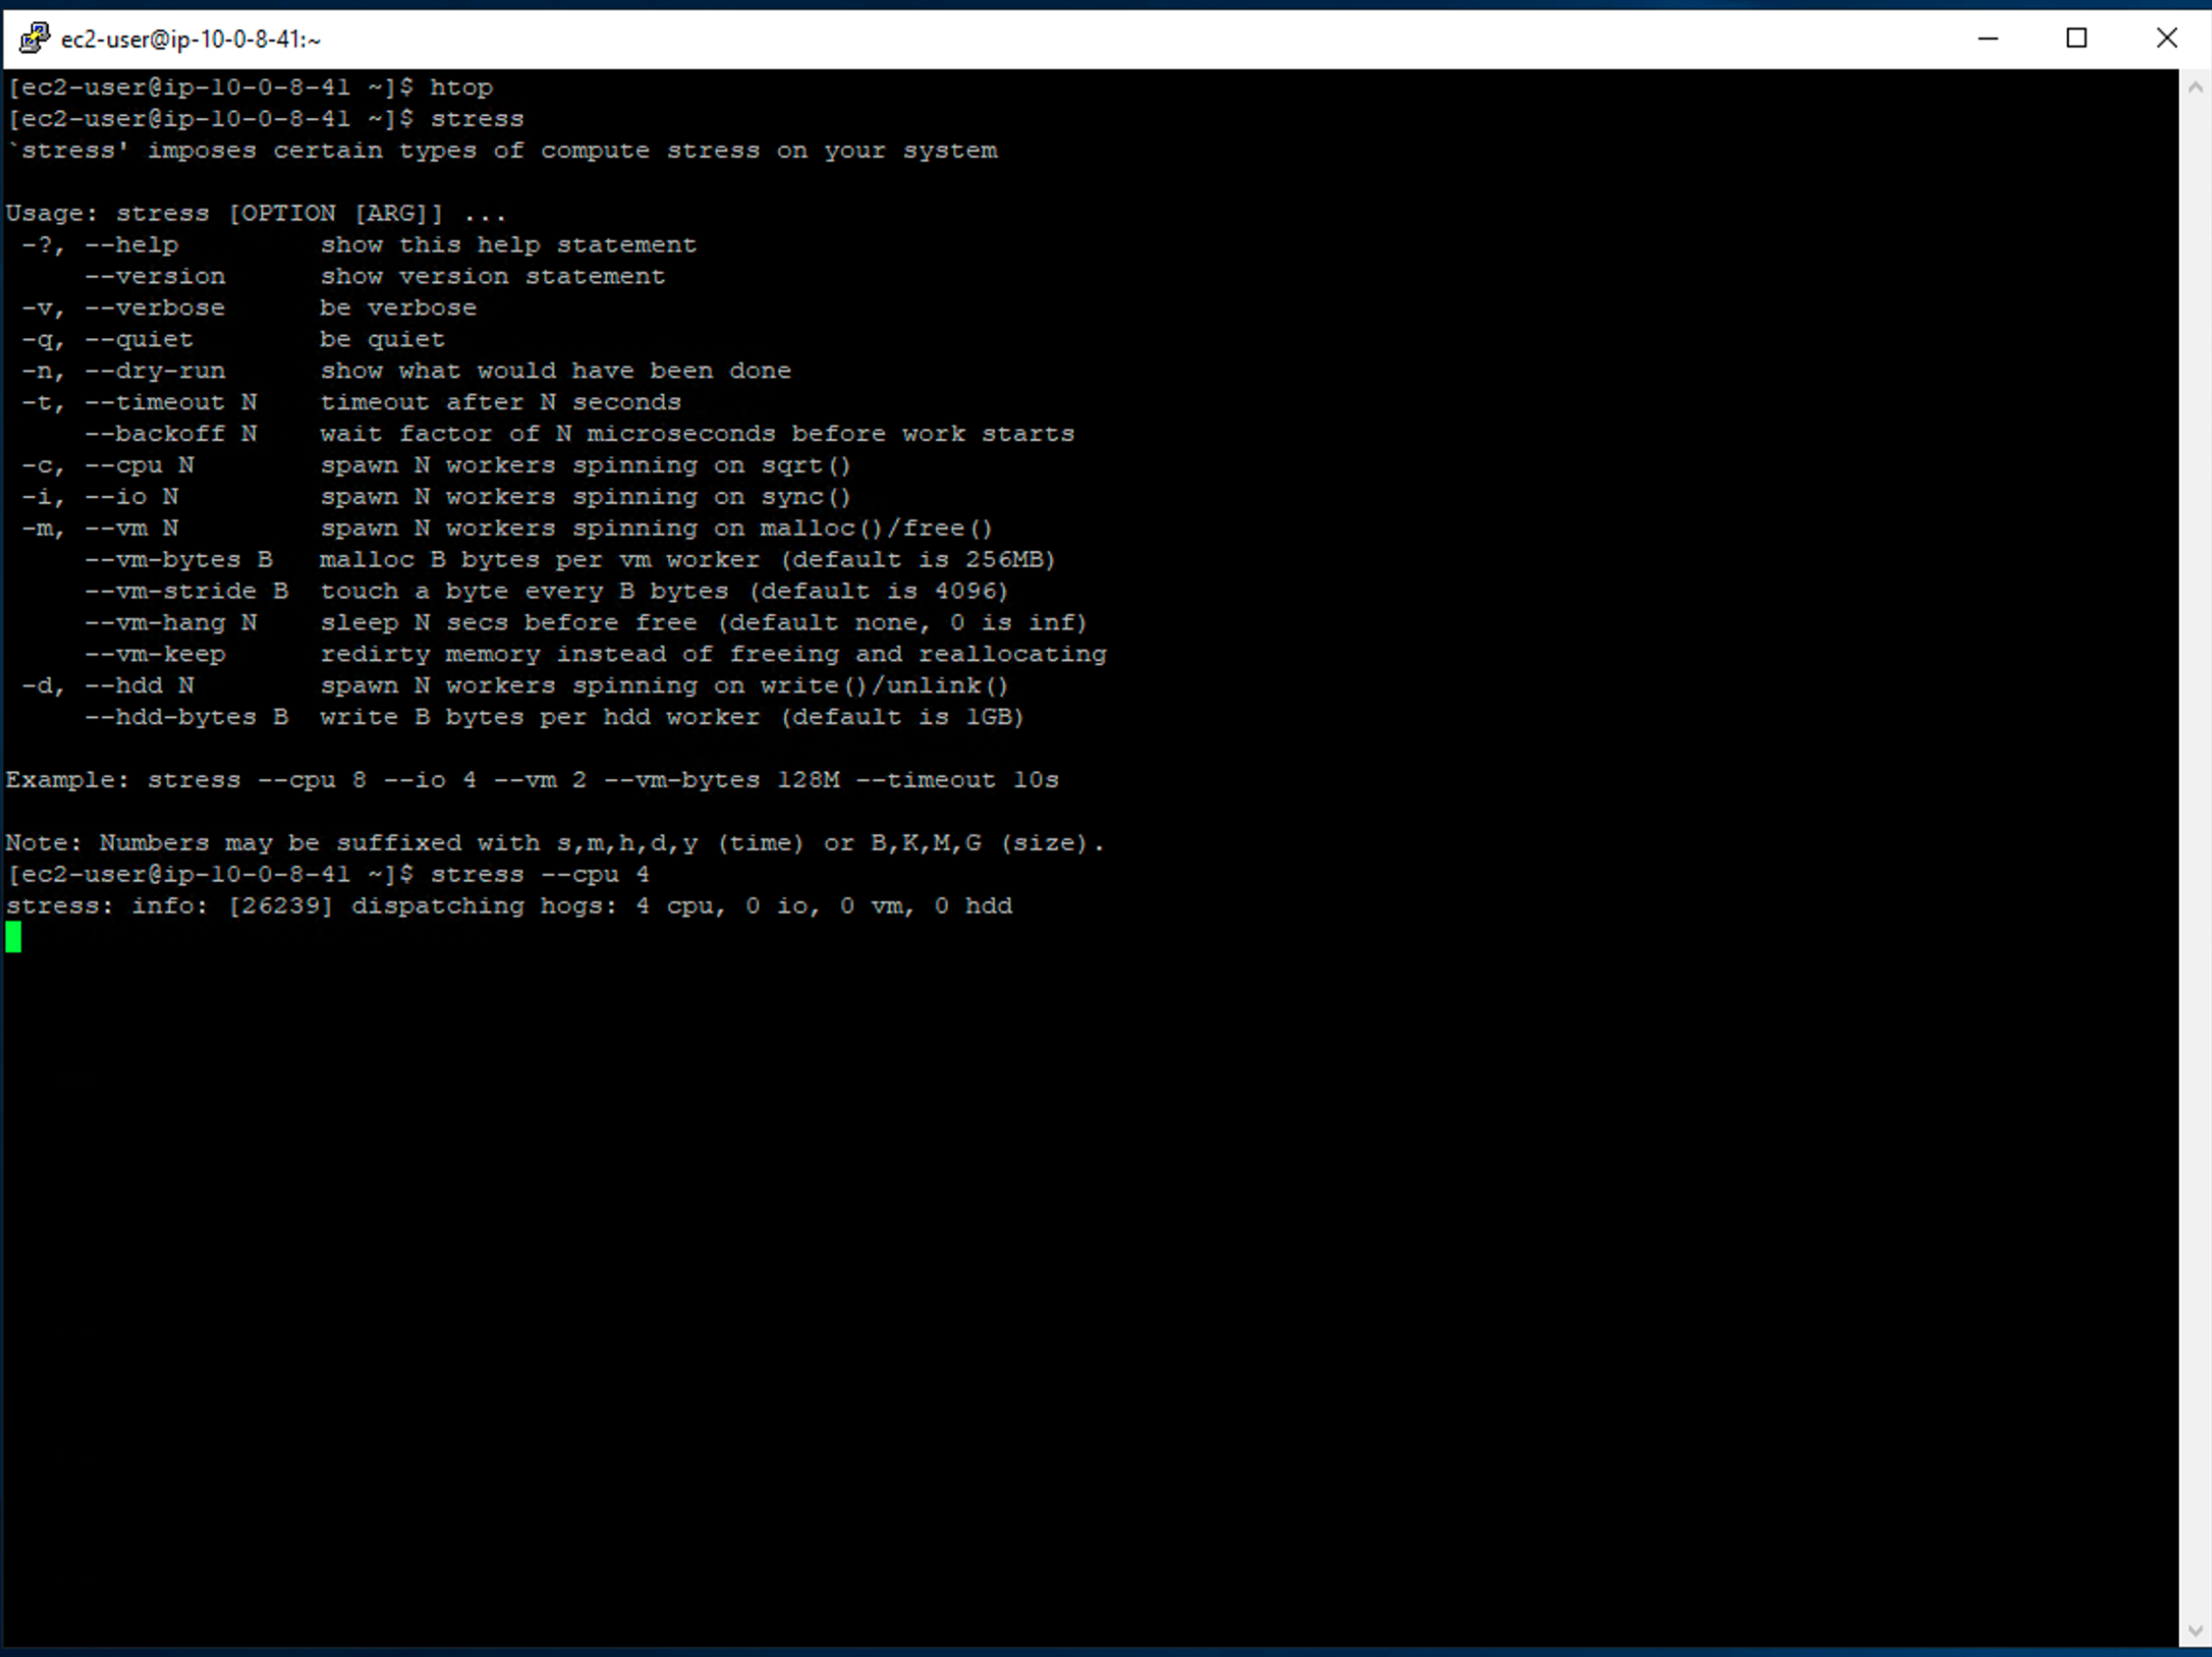 ec2-user@ip-10-0-8-41:~
[ec2-user@ip-10-0-8-41 ~]$ htop
[ec2-user@ip-10-0-8-41 ~]$ stress
`stress' imposes certain types of compute stress on your system
Usage: stress [OPTION [ARG]] ...
 -?, --help         show this help statement
     --version      show version statement
 -v, --verbose      be verbose
 -q, --quiet        be quiet
 -n, --dry-run      show what would have been done
 -t, --timeout N    timeout after N seconds
     --backoff N    wait factor of N microseconds before work starts
 -c, --cpu N        spawn N workers spinning on sqrt()
 -i, --io N         spawn N workers spinning on sync()
 -m, --vm N         spawn N workers spinning on malloc()/free()
     --vm-bytes B   malloc B bytes per vm worker (default is 256MB)
     --vm-stride B  touch a byte every B bytes (default is 4096)
     --vm-hang N    sleep N secs before free (default none, 0 is inf)
     --vm-keep      redirty memory instead of freeing and reallocating
 -d, --hdd N        spawn N workers spinning on write()/unlink()
     --hdd-bytes B  write B bytes per hdd worker (default is 1GB)
Example: stress --cpu 8 --io 4 --vm 2 --vm-bytes 128M --timeout 10s
Note: Numbers may be suffixed with s,m,h,d,y (time) or B,K,M,G (size).
[ec2-user@ip-10-0-8-41 ~]$ stress --cpu 4
stress: info: [26239] dispatching hogs: 4 cpu, 0 io, 0 vm, 0 hdd